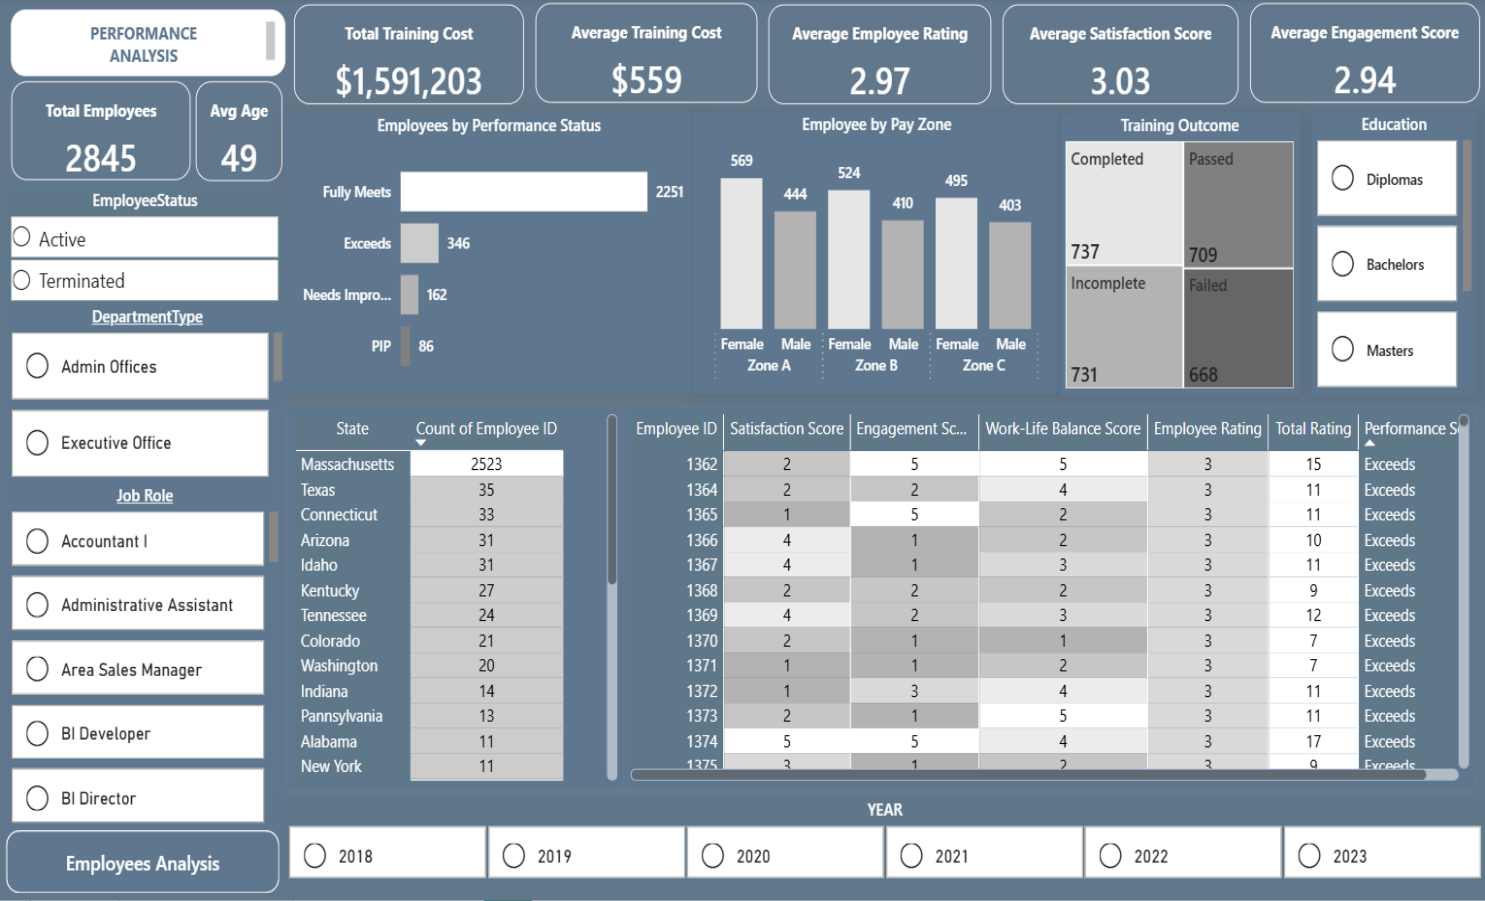 PERFORMANCE
ANALYSIS
Total Employees
2845
Avg Age
49
Total Training Cost
$1,591,203
Average Training Cost
$559
Average Employee Rating
2.97
Average Satisfaction Score
3.03
Average Engagement Score
2.94
EmployeeStatus
Active
Terminated
DepartmentType
Admin Offices
Executive Office
Job Role
Accountant I
Administrative Assistant
Area Sales Manager
BI Developer
BI Director
Employees Analysis
Employees by Performance Status
Fully Meets 2251
Exceeds 346
Needs Impro... 162
PIP 86
Employee by Pay Zone
569 444 524 410 495 403
Female Male Female Male Female Male
Zone A Zone B Zone C
Training Outcome
Completed
737
Passed
709
Incomplete
731
Failed
668
Education
Diplomas
Bachelors
Masters
State Count of Employee ID
Massachusetts 2523
Texas 35
Connecticut 33
Arizona 31
Idaho 31
Kentucky 27
Tennessee 24
Colorado 21
Washington 20
Indiana 14
Pannsylvania 13
Alabama 11
New York 11
Employee ID Satisfaction Score Engagement Sc... Work-Life Balance Score Employee Rating Total Rating Performance S
1362 2 5 5 3 15 Exceeds
1364 2 2 4 3 11 Exceeds
1365 1 5 2 3 11 Exceeds
1366 4 1 2 3 10 Exceeds
1367 4 1 3 3 11 Exceeds
1368 2 2 2 3 9 Exceeds
1369 4 2 3 3 12 Exceeds
1370 2 1 1 3 7 Exceeds
1371 1 1 2 3 7 Exceeds
1372 1 3 4 3 11 Exceeds
1373 2 1 5 3 11 Exceeds
1374 5 5 4 3 17 Exceeds
1375 3 1 2 3 9 Exceeds
YEAR
2018
2019
2020
2021
2022
2023